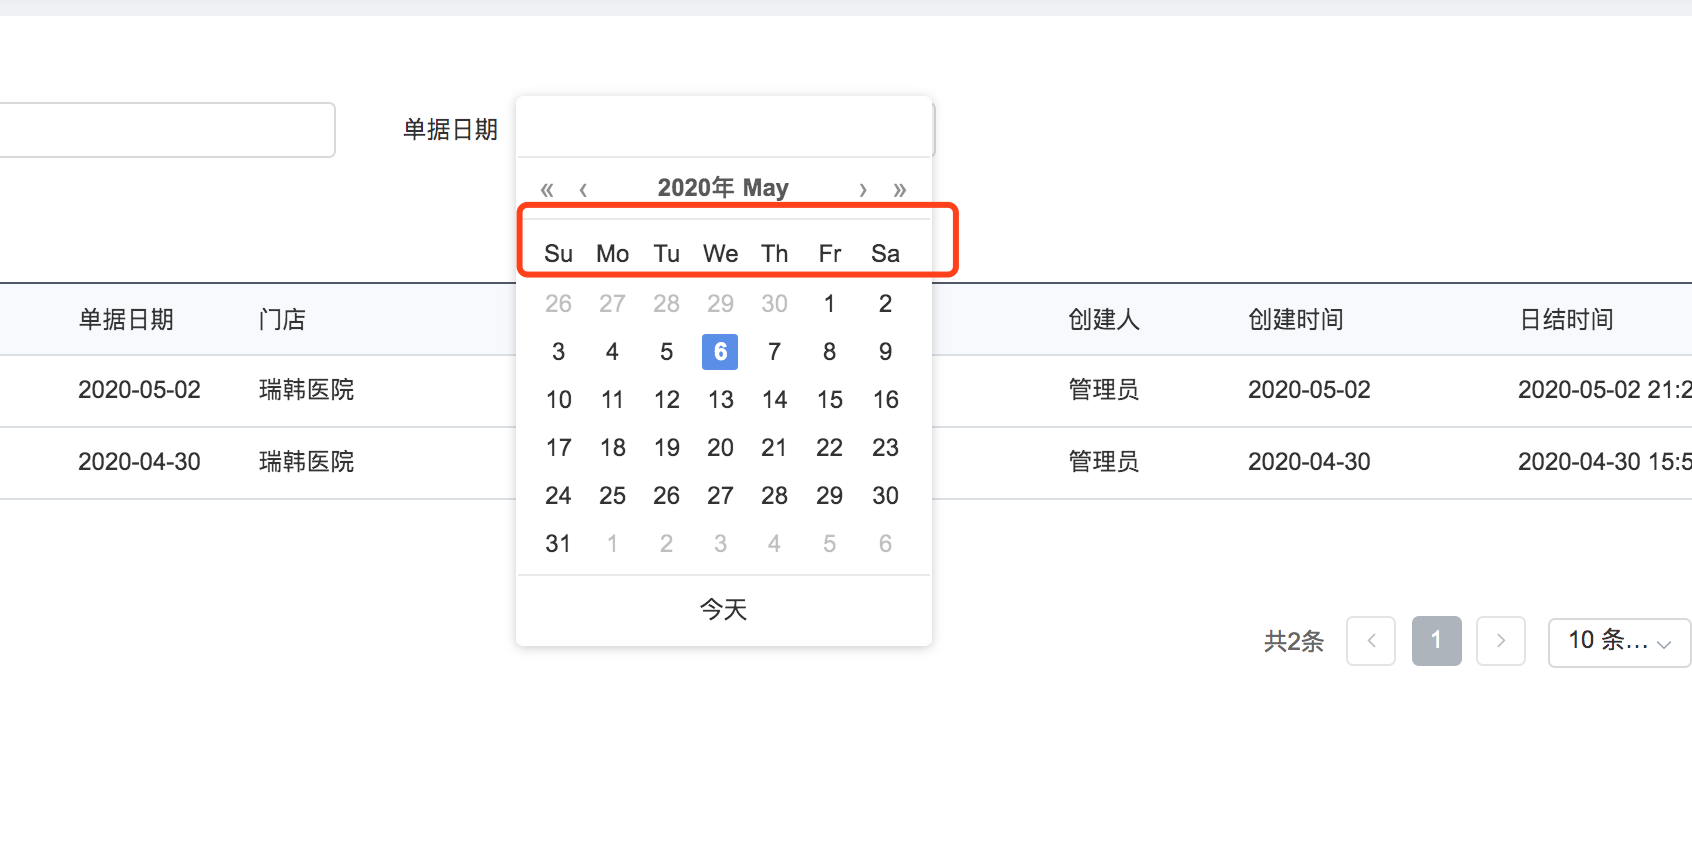 单据日期
« ‹ 2020年 May › »
Su Mo Tu We Th Fr Sa
26 27 28 29 30 1 2
3 4 5 6 7 8 9
10 11 12 13 14 15 16
17 18 19 20 21 22 23
24 25 26 27 28 29 30
31 1 2 3 4 5 6
今天
单据日期 门店 创建人 创建时间 日结时间
2020-05-02 瑞韩医院 管理员 2020-05-02 2020-05-02 21:2
2020-04-30 瑞韩医院 管理员 2020-04-30 2020-04-30 15:5
共2条 1 10 条...